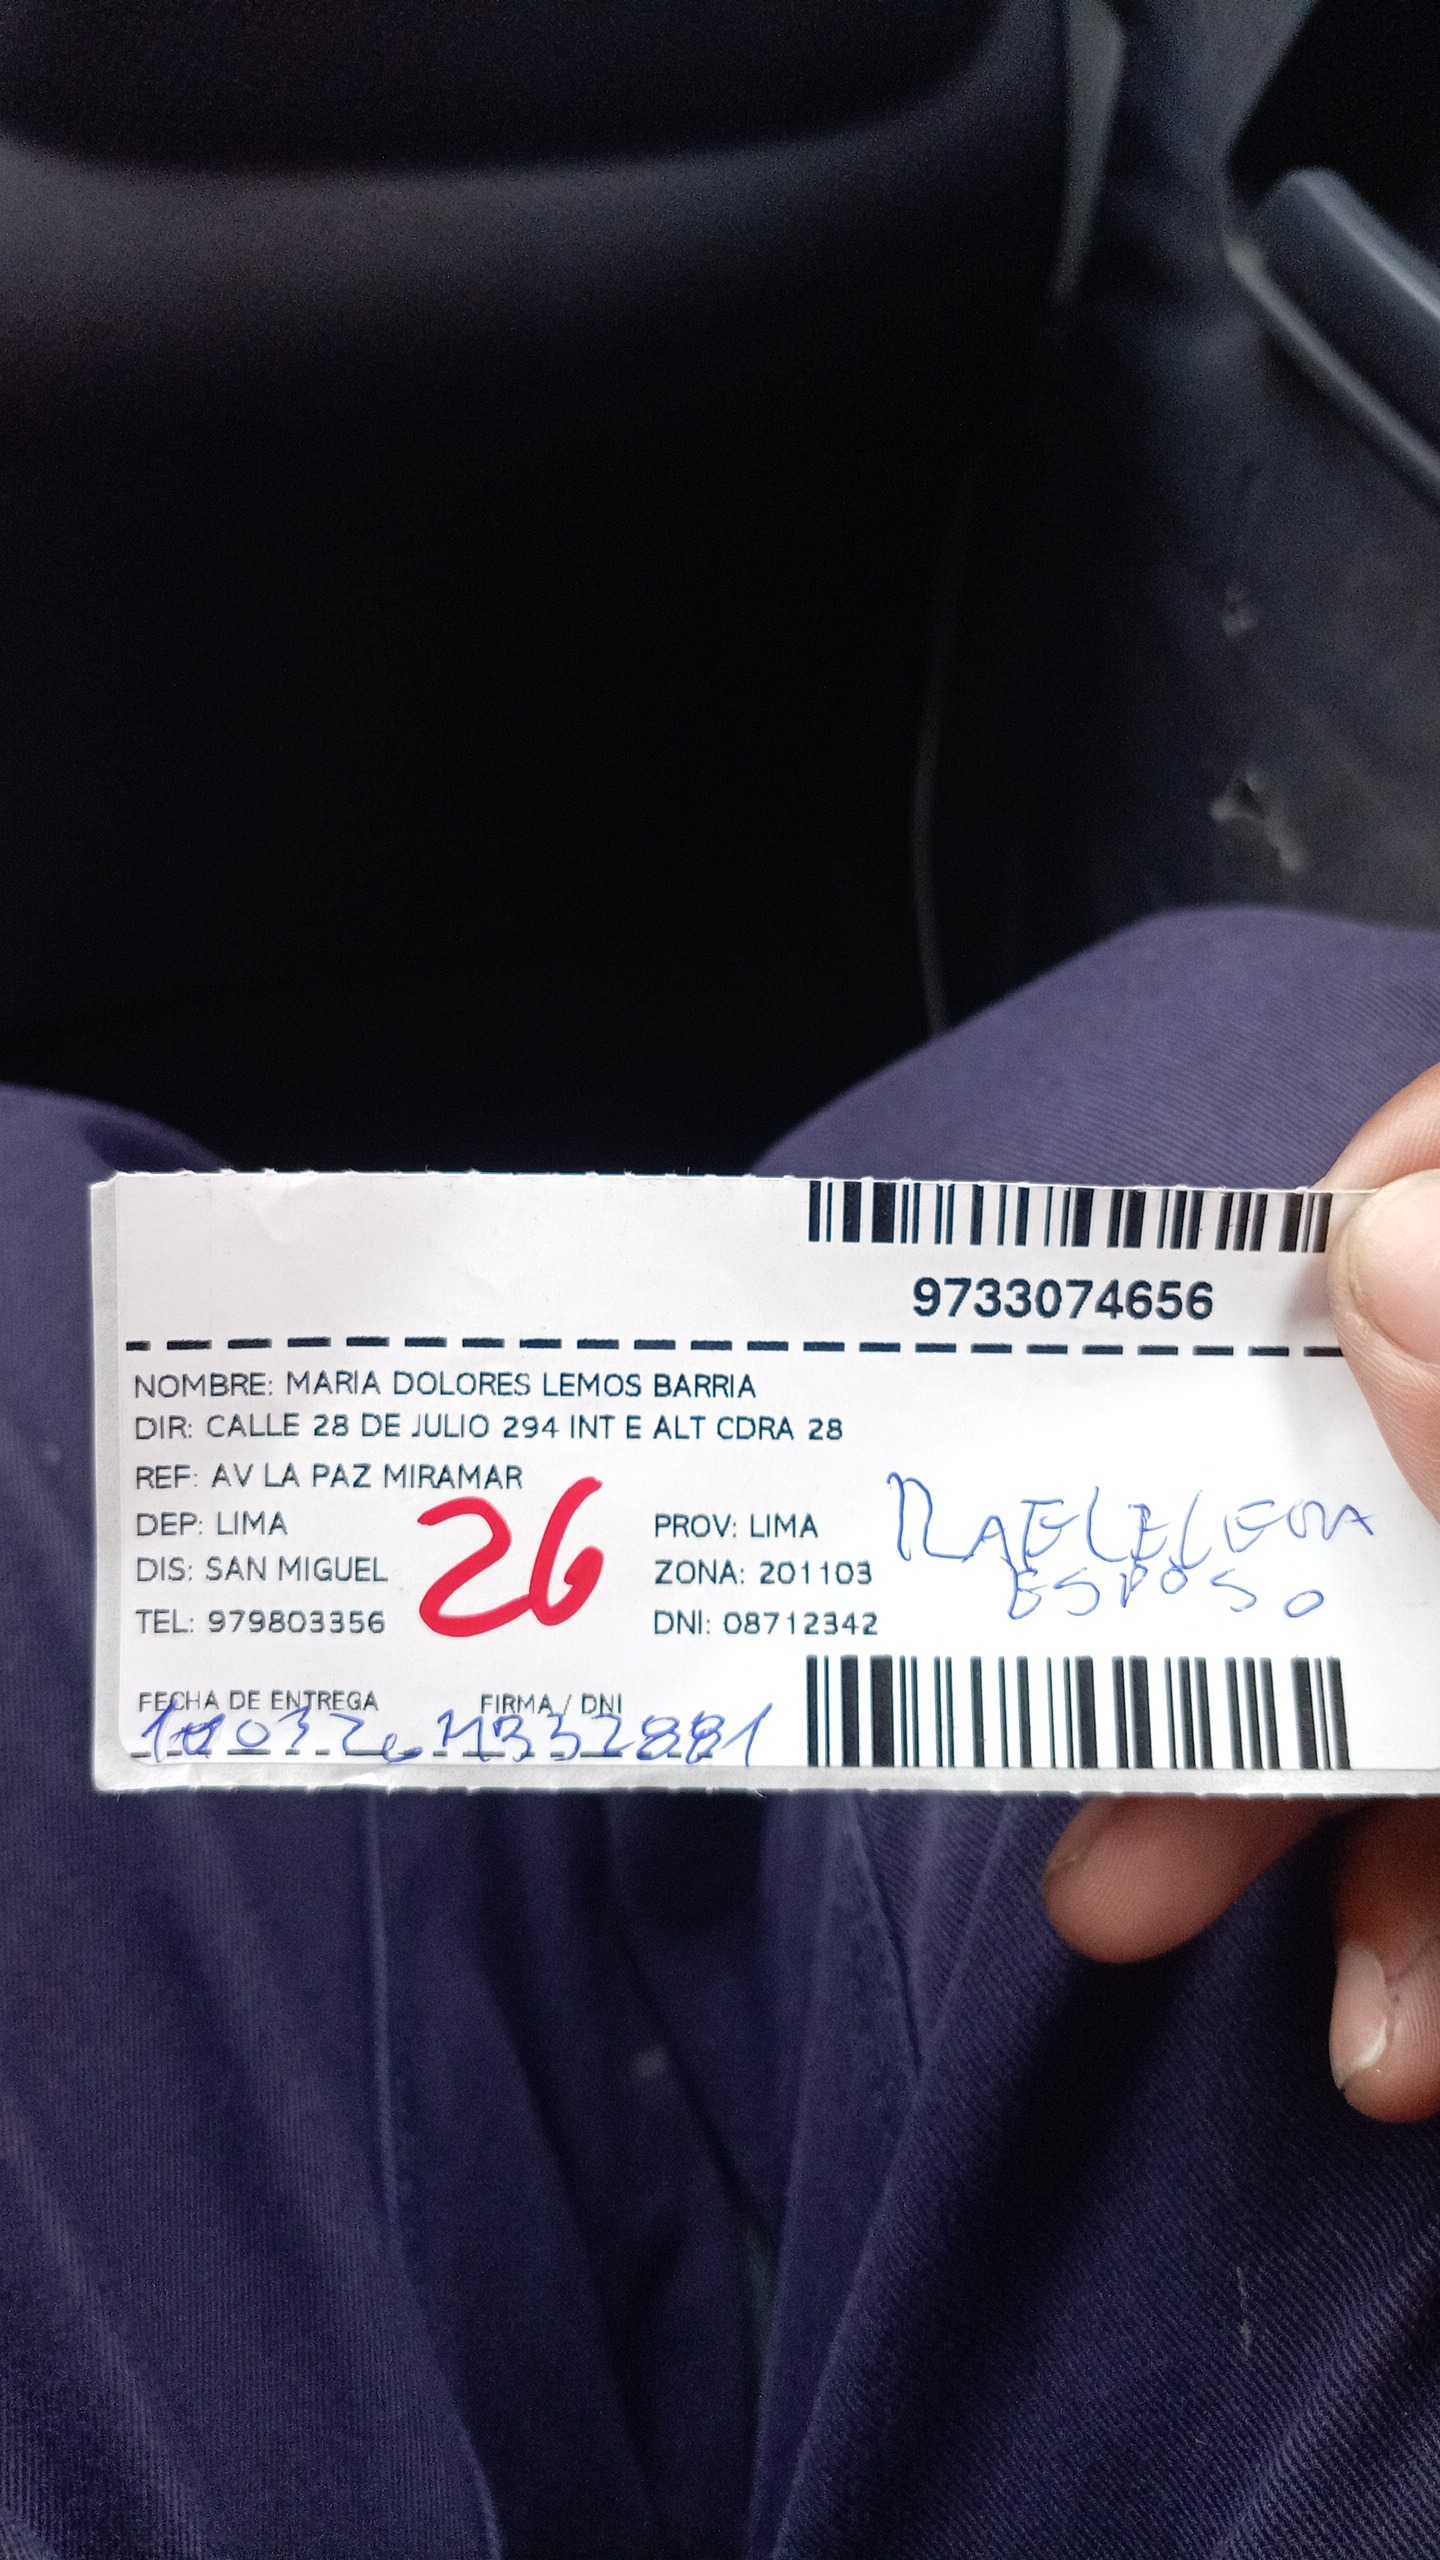 9733074656
NOMBRE: MARIA DOLORES LEMOS BARRIA
DIR: CALLE 28 DE JULIO 294 INT E ALT CDRA 28
REF: AV LA PAZ MIRAMAR
DEP: LIMA PROV: LIMA
DIS: SAN MIGUEL 26 ZONA: 201103
TEL: 979803356 DNI: 08712342
ESPOSO
FECHA DE ENTREGA FIRMA / DNI